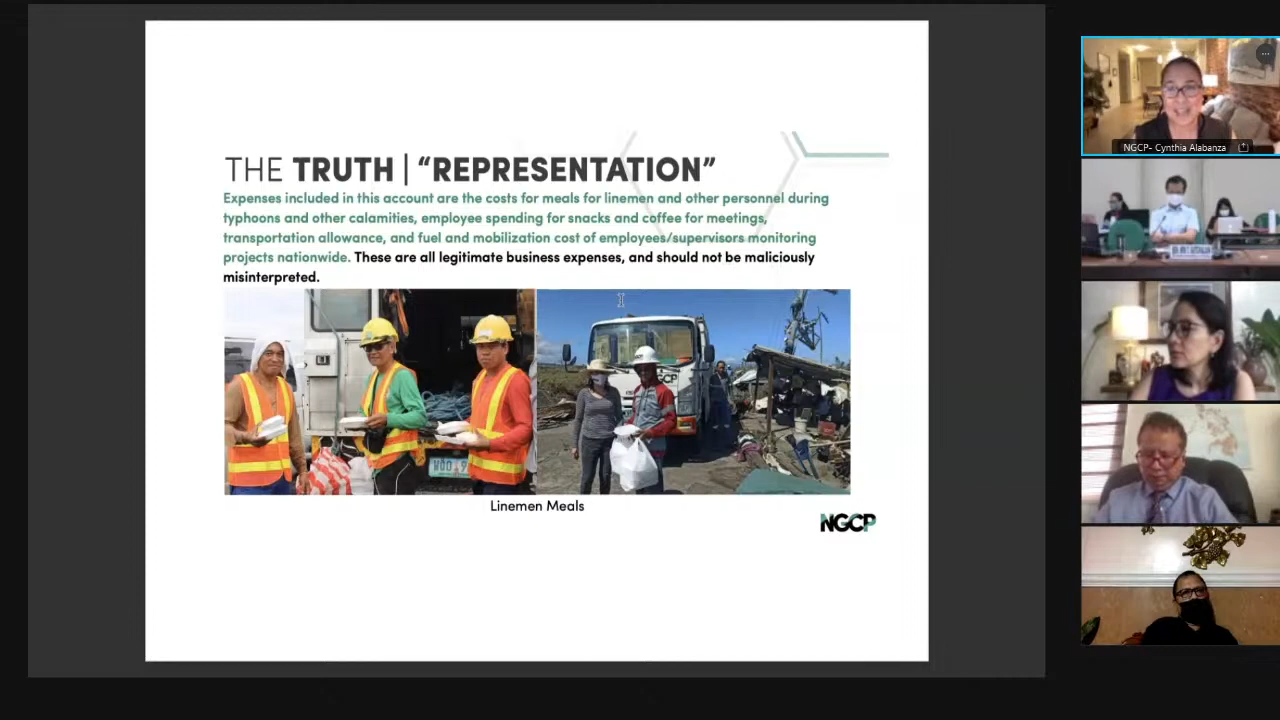 THE TRUTH | “REPRESENTATION”
Expenses included in this account are the costs for meals for linemen and other personnel during
typhoons and other calamities, employee spending for snacks and coffee for meetings,
transportation allowance, and fuel and mobilization cost of employees/supervisors monitoring
projects nationwide. These are all legitimate business expenses, and should not be maliciously
misinterpreted.
NGCP
Linemen Meals
NGCP
NGCP- Cynthia Alabanza